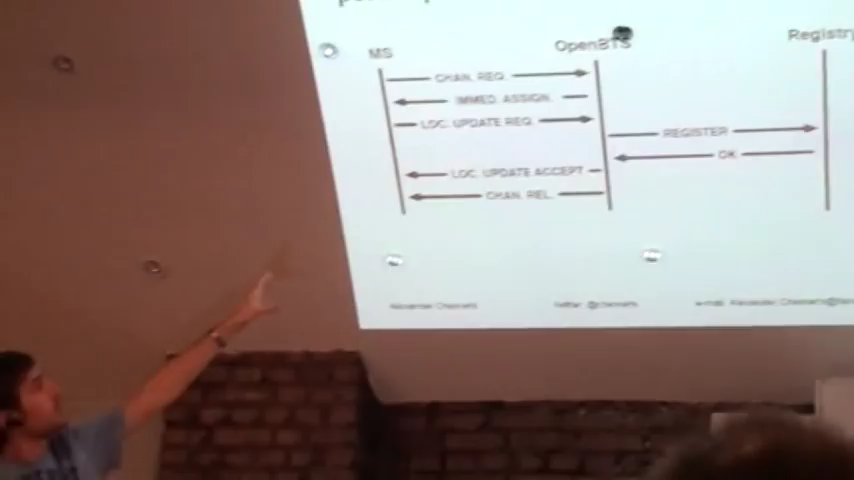 MS
OpenBTS
Registry
CHAN. REQ.
IMMED. ASSIGN.
LOC. UPDATE REQ.
REGISTER
OK
LOC. UPDATE ACCEPT
CHAN. REL.